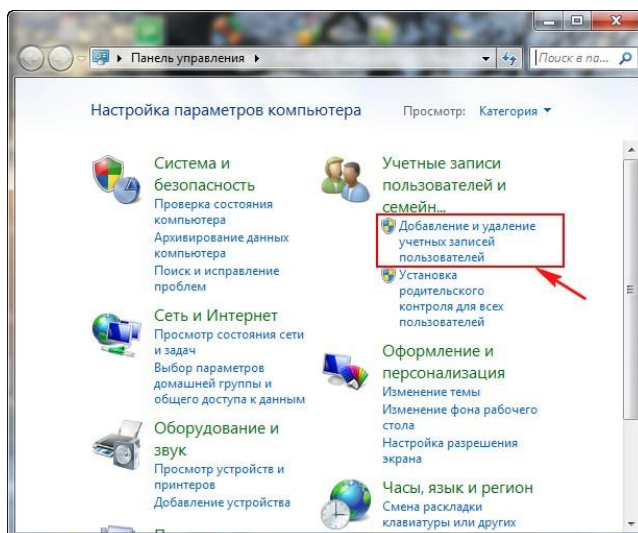 Панель управления
Поиск в па...
Настройка параметров компьютера
Просмотр:
Категория
Система и
безопасность
Проверка состояния
компьютера
Архивирование данных
компьютера
Поиск и исправление
проблем
Сеть и Интернет
Просмотр состояния сети
и задач
Выбор параметров
домашней группы и
общего доступа к данным
Оборудование и
звук
Просмотр устройств и
принтеров
Добавление устройства
Учетные записи
пользователей и
семейн...
Добавление и удаление
учетных записей
пользователей
Установка
родительского
контроля для всех
пользователей
Оформление и
персонализация
Изменение темы
Изменение фона рабочего
стола
Настройка разрешения
экрана
Часы, язык и регион
Смена раскладки
клавиатуры или других